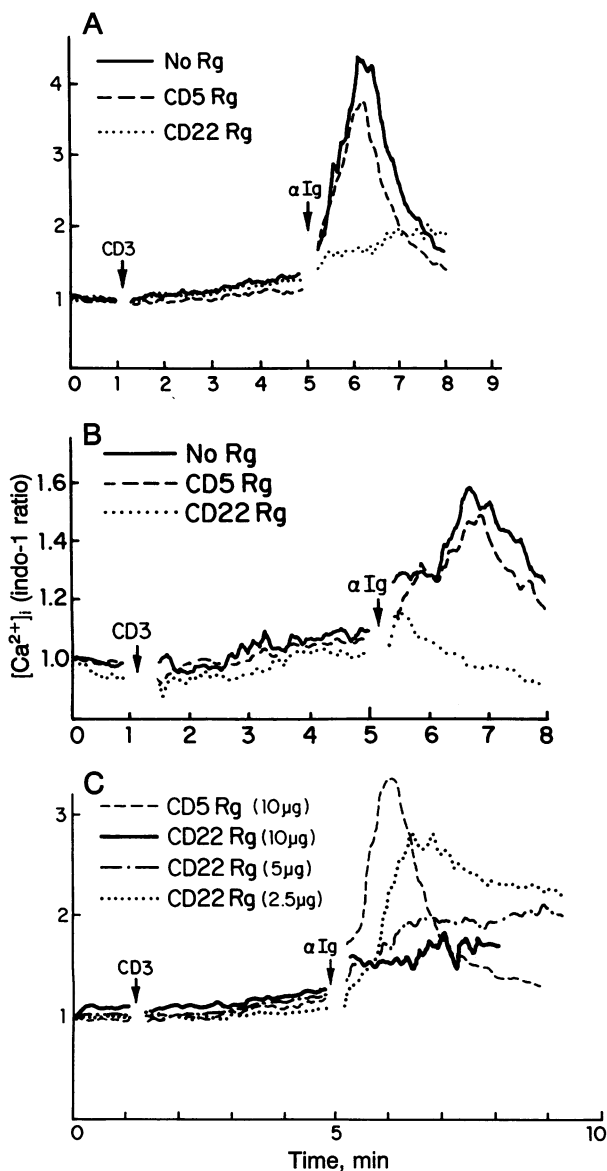 A
No Rg
CD5 Rg
CD22 Rg
4
3
2
1
CD3
αIg
0 1 2 3 4 5 6 7 8 9
B
No Rg
CD5 Rg
CD22 Rg
[Ca2+]i (indo-1 ratio)
1.6
1.4
1.2
1.0
CD3
αIg
0 1 2 3 4 5 6 7 8
C
CD5 Rg (10μg)
CD22 Rg (10μg)
CD22 Rg (5μg)
CD22 Rg (2.5μg)
3
2
1
CD3
αIg
0 5 10
Time, min